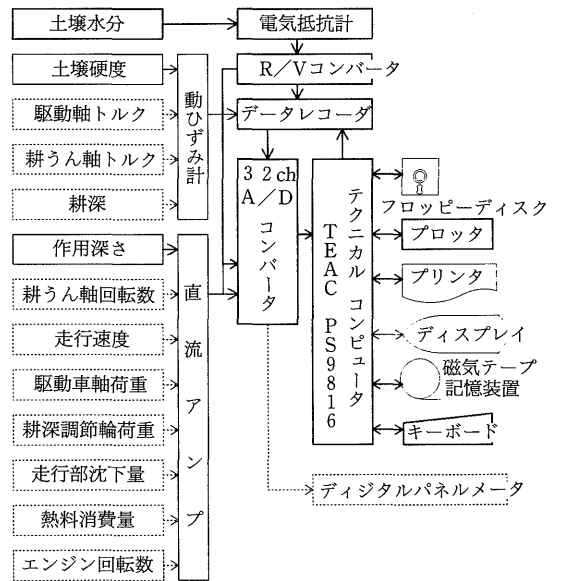 土壌水分
電気抵抗計
土壌硬度
R/Vコンバータ
駆動軸トルク
データレコーダ
耕うん軸トルク
耕深
動ひずみ計
作用深さ
耕うん軸回転数
走行速度
駆動車軸荷重
耕深調節輪荷重
走行部沈下量
熱料消費量
エンジン回転数
直流アンプ
32ch
A/D
コンバータ
テクニカル コンピュータ
TEAC PS9816
フロッピーディスク
プロッタ
プリンタ
ディスプレイ
磁気テープ
記憶装置
キーボード
ディジタルパネルメータ